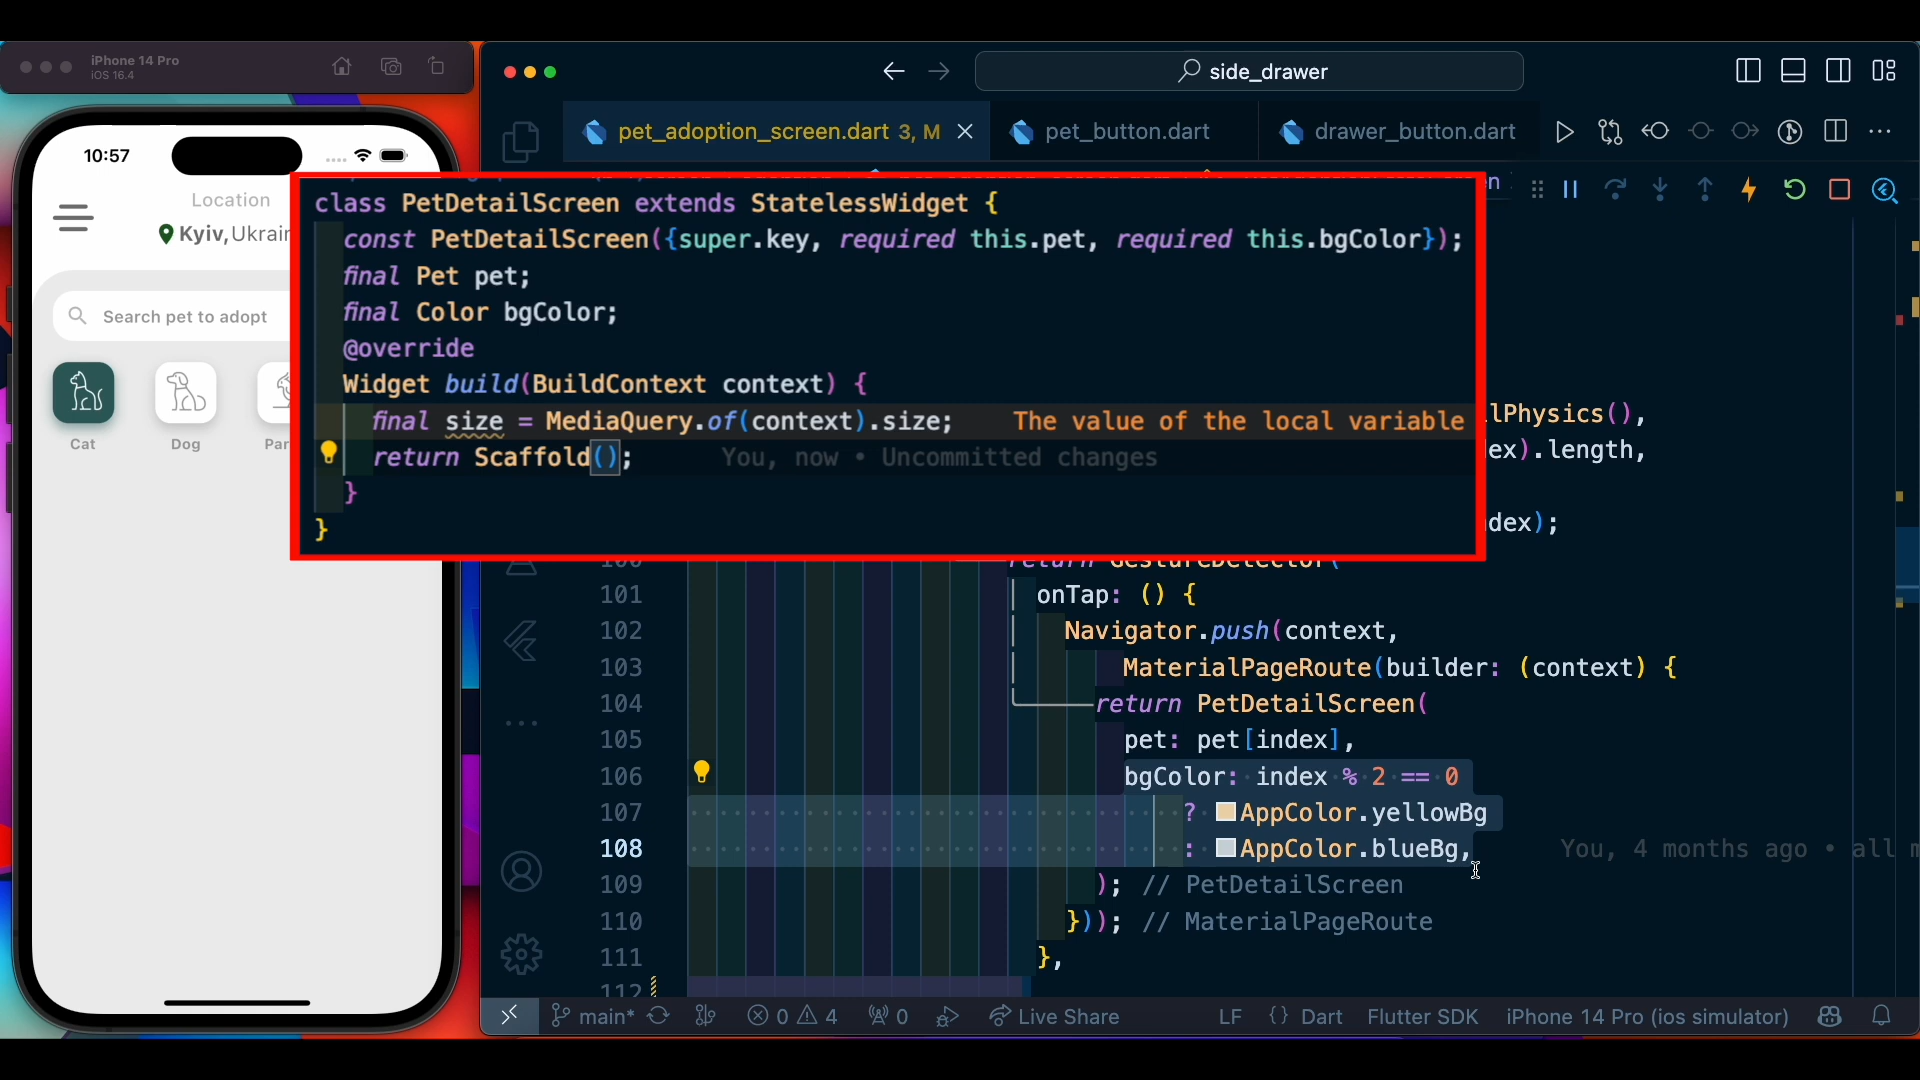 iPhone 14 Pro
iOS 16.4
side_drawer
pet_adoption_screen.dart 3, M
pet_button.dart
drawer_button.dart
10:57
Location
Kyiv,
Search pet to adopt
Cat
Dog
class PetDetailScreen extends StatelessWidget {
const PetDetailScreen({super.key, required this.pet, required this.bgColor});
final Pet pet;
final Color bgColor;
@override
Widget build(BuildContext context) {
final size = MediaQuery.of(context).size; The value of the local variable
return Scaffold(); You, now • Uncommitted changes
}
}
lPhysics(),
ex).length,
dex);
return GestureDetector(
101 onTap: () {
102 Navigator.push(context,
103 MaterialPageRoute(builder: (context) {
104 return PetDetailScreen(
105 pet: pet[index],
106 bgColor: index % 2 == 0
107 ? AppColor.yellowBg
108 : AppColor.blueBg, You, 4 months ago • all
109 ); // PetDetailScreen
110 })); // MaterialPageRoute
111 },
112
main* 0 4 0 Live Share LF {} Dart Flutter SDK iPhone 14 Pro (ios simulator)